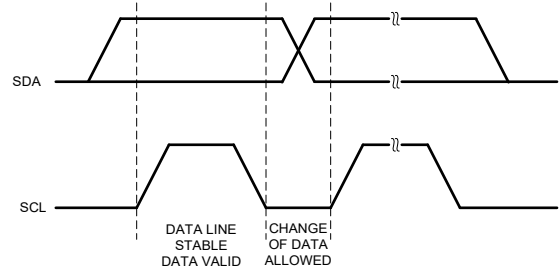 SDA
SCL
DATA LINE
STABLE
DATA VALID
CHANGE
OF DATA
ALLOWED